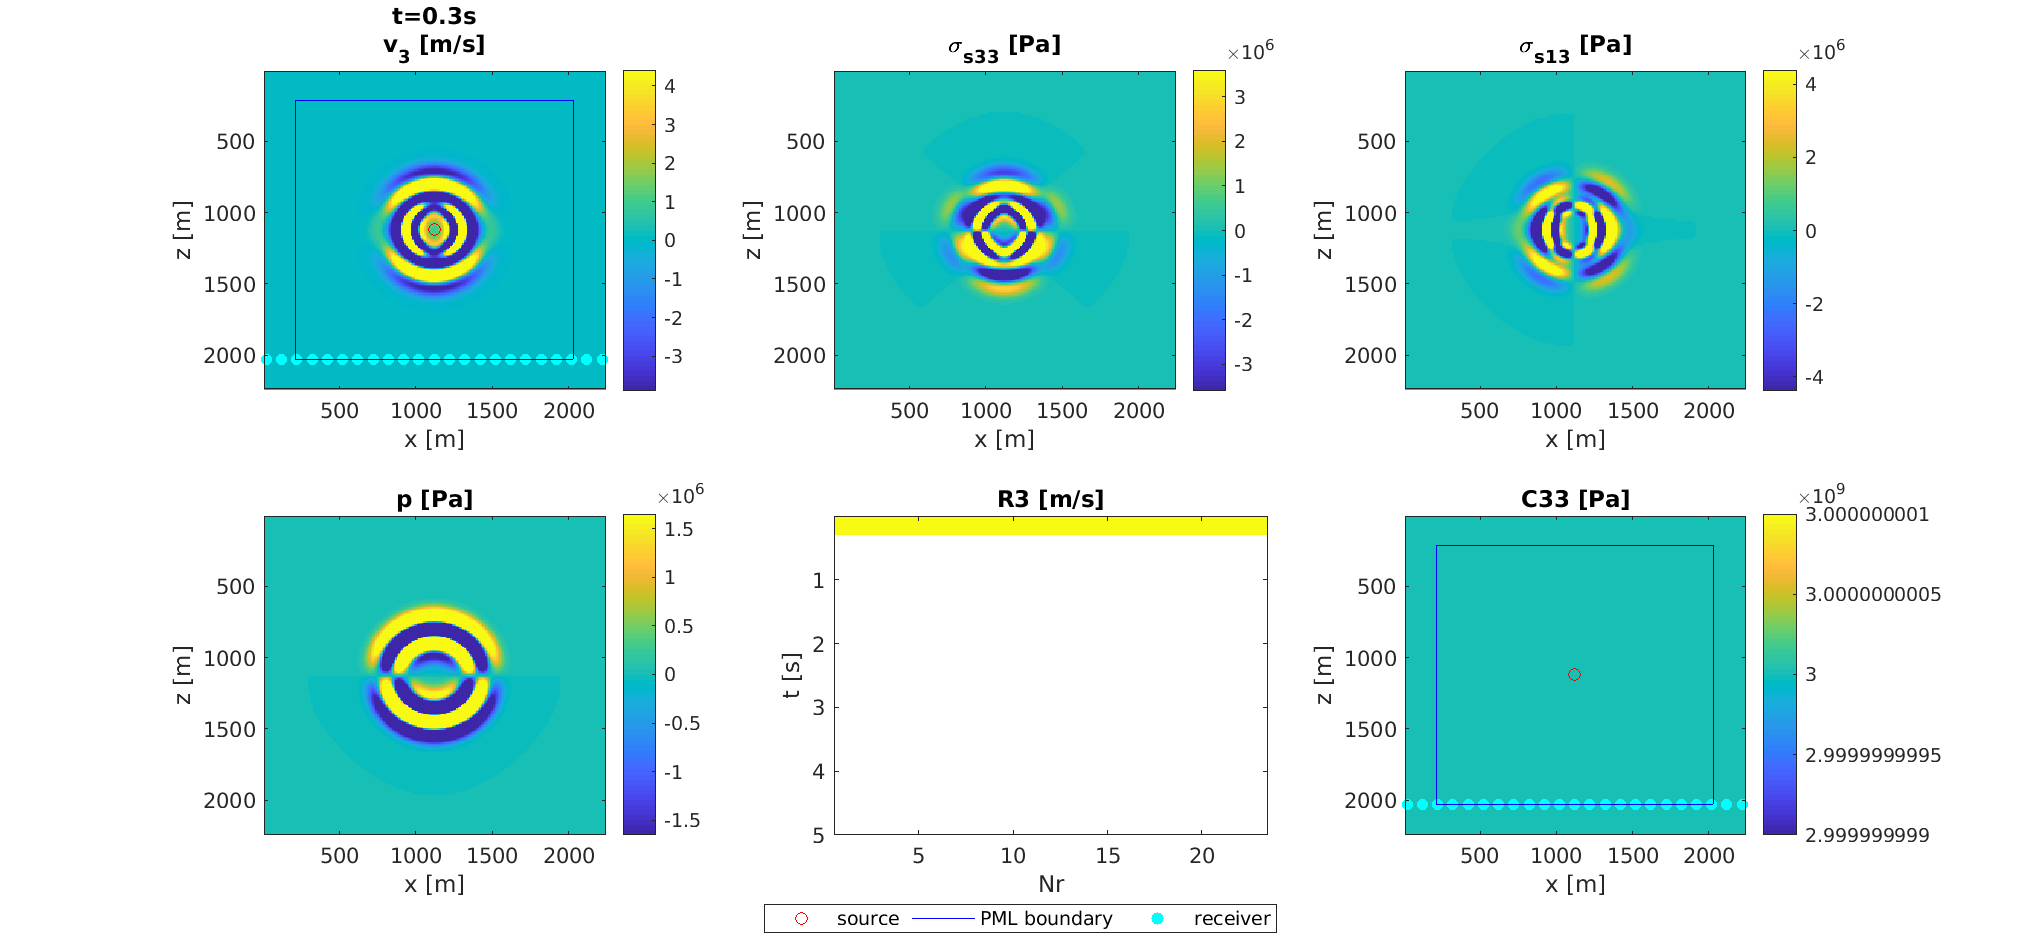 t=0.3s
v3 [m/s]
4
3
2
1
0
-1
-2
-3
500
1000
1500
2000
z [m]
500 1000 1500 2000
x [m]
σs33 [Pa]
×10^6
3
2
1
0
-1
-2
-3
500
1000
1500
2000
z [m]
500 1000 1500 2000
x [m]
σs13 [Pa]
×10^6
4
2
0
-2
-4
500
1000
1500
2000
z [m]
500 1000 1500 2000
x [m]
p [Pa]
×10^6
1.5
1
0.5
0
-0.5
-1
-1.5
500
1000
1500
2000
z [m]
500 1000 1500 2000
x [m]
R3 [m/s]
1
2
3
4
5
t [s]
5 10 15 20
Nr
C33 [Pa]
×10^9
3.000000001
3.0000000005
3
2.9999999995
2.999999999
500
1000
1500
2000
z [m]
500 1000 1500 2000
x [m]
source PML boundary receiver